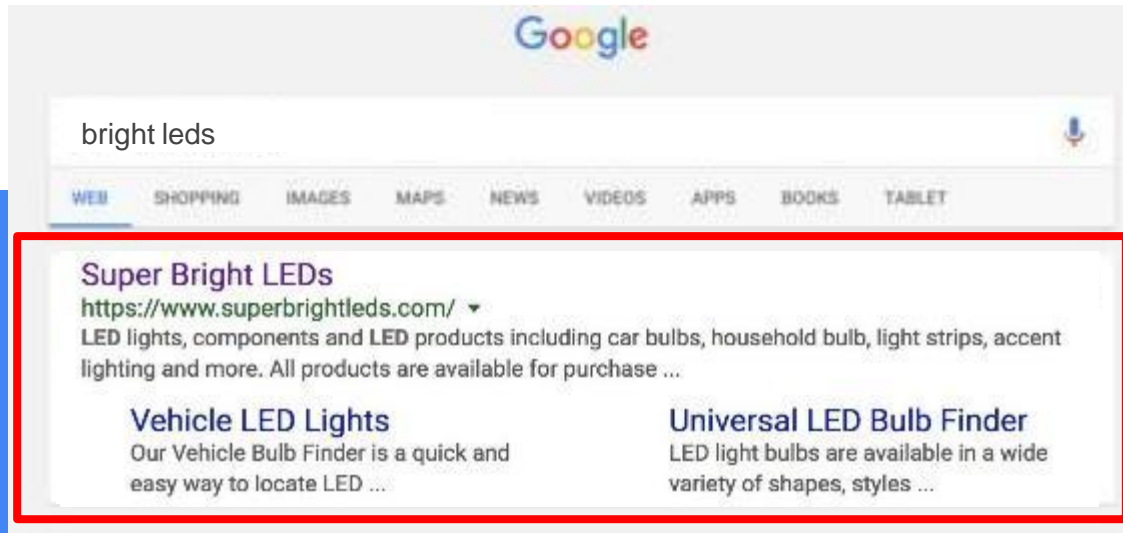 Google
bright leds
WEB SHOPPING IMAGES MAPS NEWS VIDEOS APPS BOOKS TABLET
Super Bright LEDs
https://www.superbrightleds.com/
LED lights, components and LED products including car bulbs, household bulb, light strips, accent
lighting and more. All products are available for purchase ...
Vehicle LED Lights
Our Vehicle Bulb Finder is a quick and
easy way to locate LED ...
Universal LED Bulb Finder
LED light bulbs are available in a wide
variety of shapes, styles ...